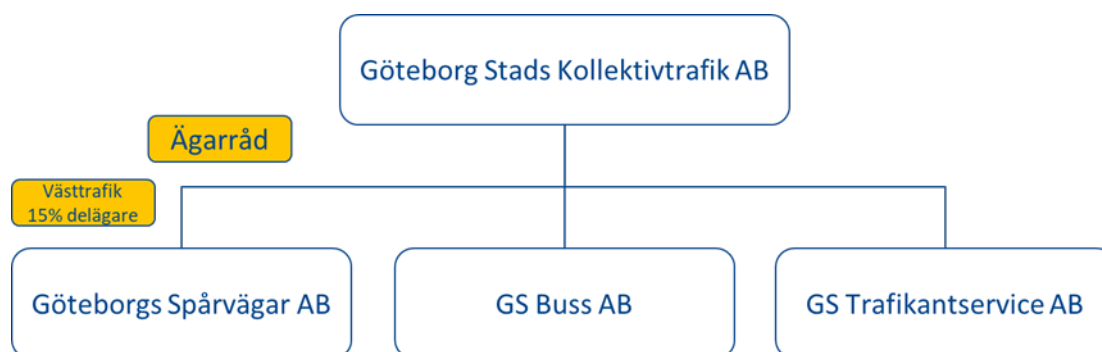 Göteborg Stads Kollektivtrafik AB
Ägarråd
Västtrafik
15% delägare
Göteborgs Spårvägar AB
GS Buss AB
GS Trafikantservice AB